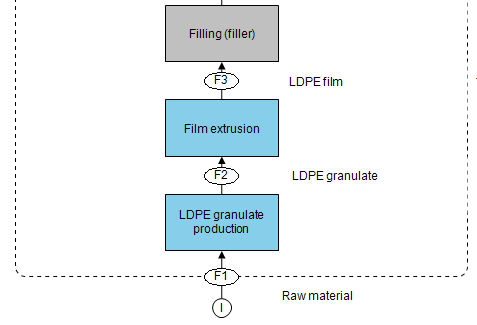 Filling (filler)
F3
LDPE film
Film extrusion
F2
LDPE granulate
LDPE granulate
production
F1
Raw material
I